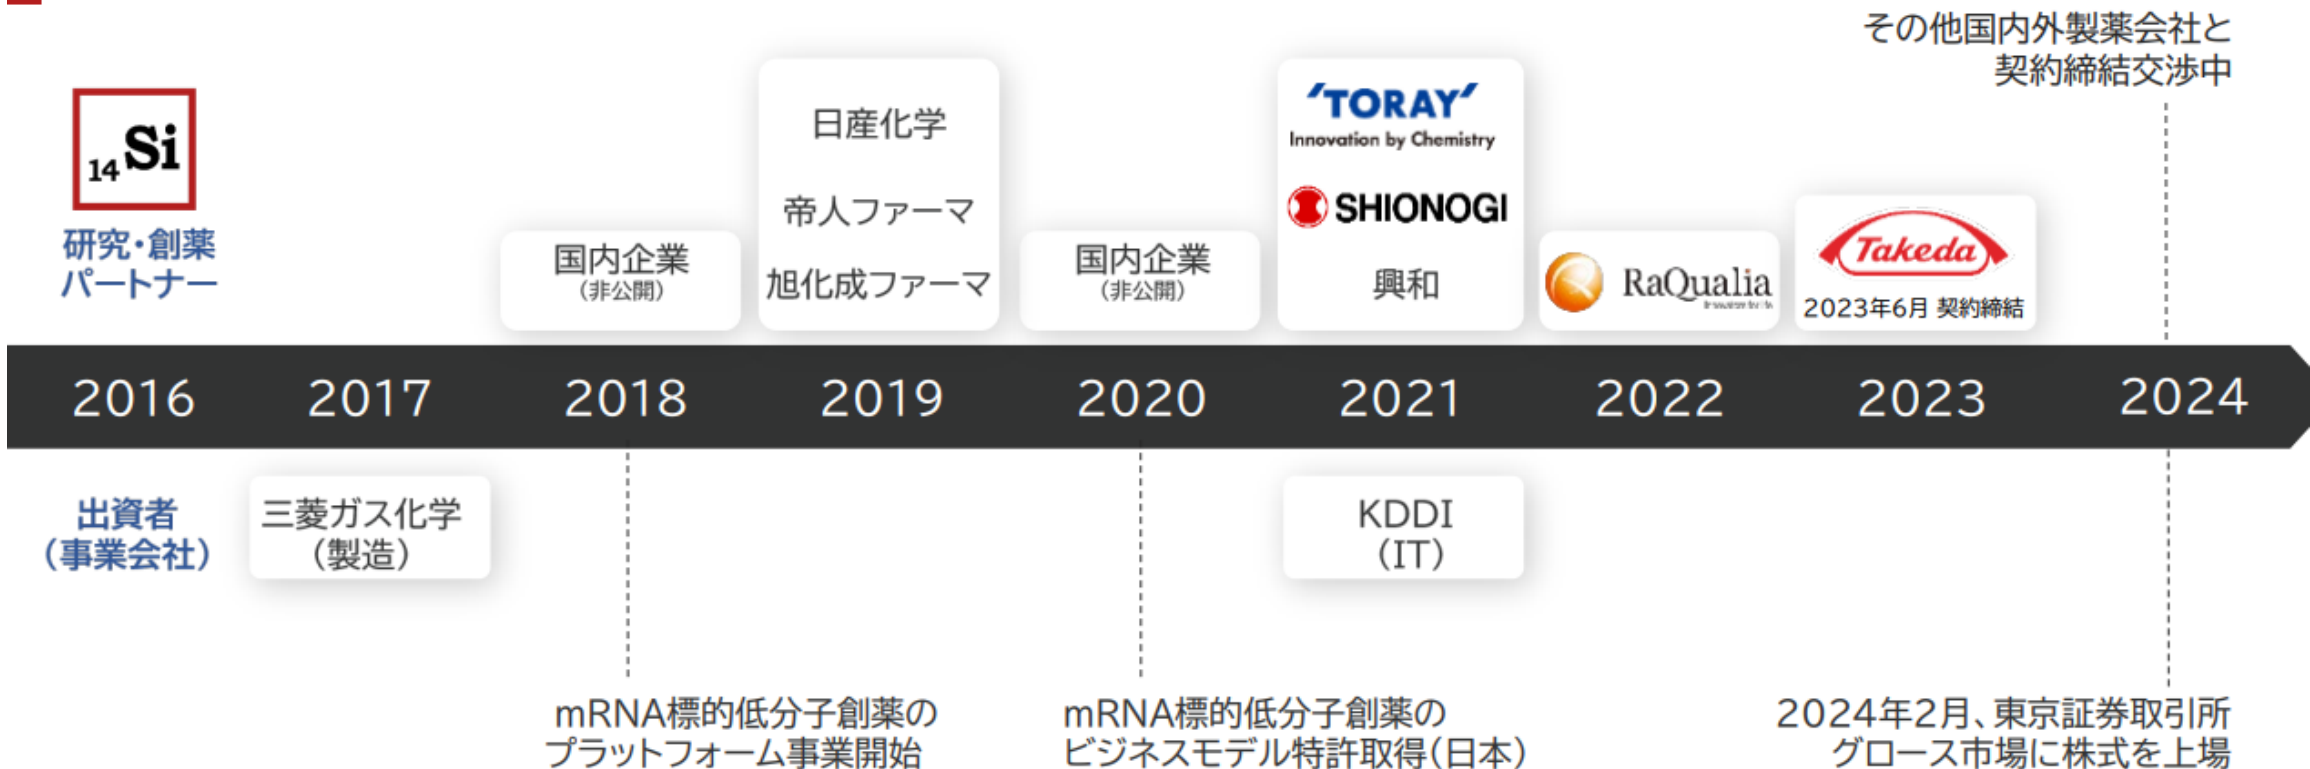 その他国内外製薬会社と
契約締結交渉中
14Si
研究・創薬
パートナー
国内企業
（非公開）
日産化学
帝人ファーマ
旭化成ファーマ
国内企業
（非公開）
'TORAY'
Innovation by Chemistry
SHIONOGI
興和
RaQualia
Takeda
2023年6月 契約締結
2016 2017 2018 2019 2020 2021 2022 2023 2024
出資者
（事業会社）
三菱ガス化学
（製造）
KDDI
（IT）
mRNA標的低分子創薬の
プラットフォーム事業開始
mRNA標的低分子創薬の
ビジネスモデル特許取得（日本）
2024年2月、東京証券取引所
グロース市場に株式を上場